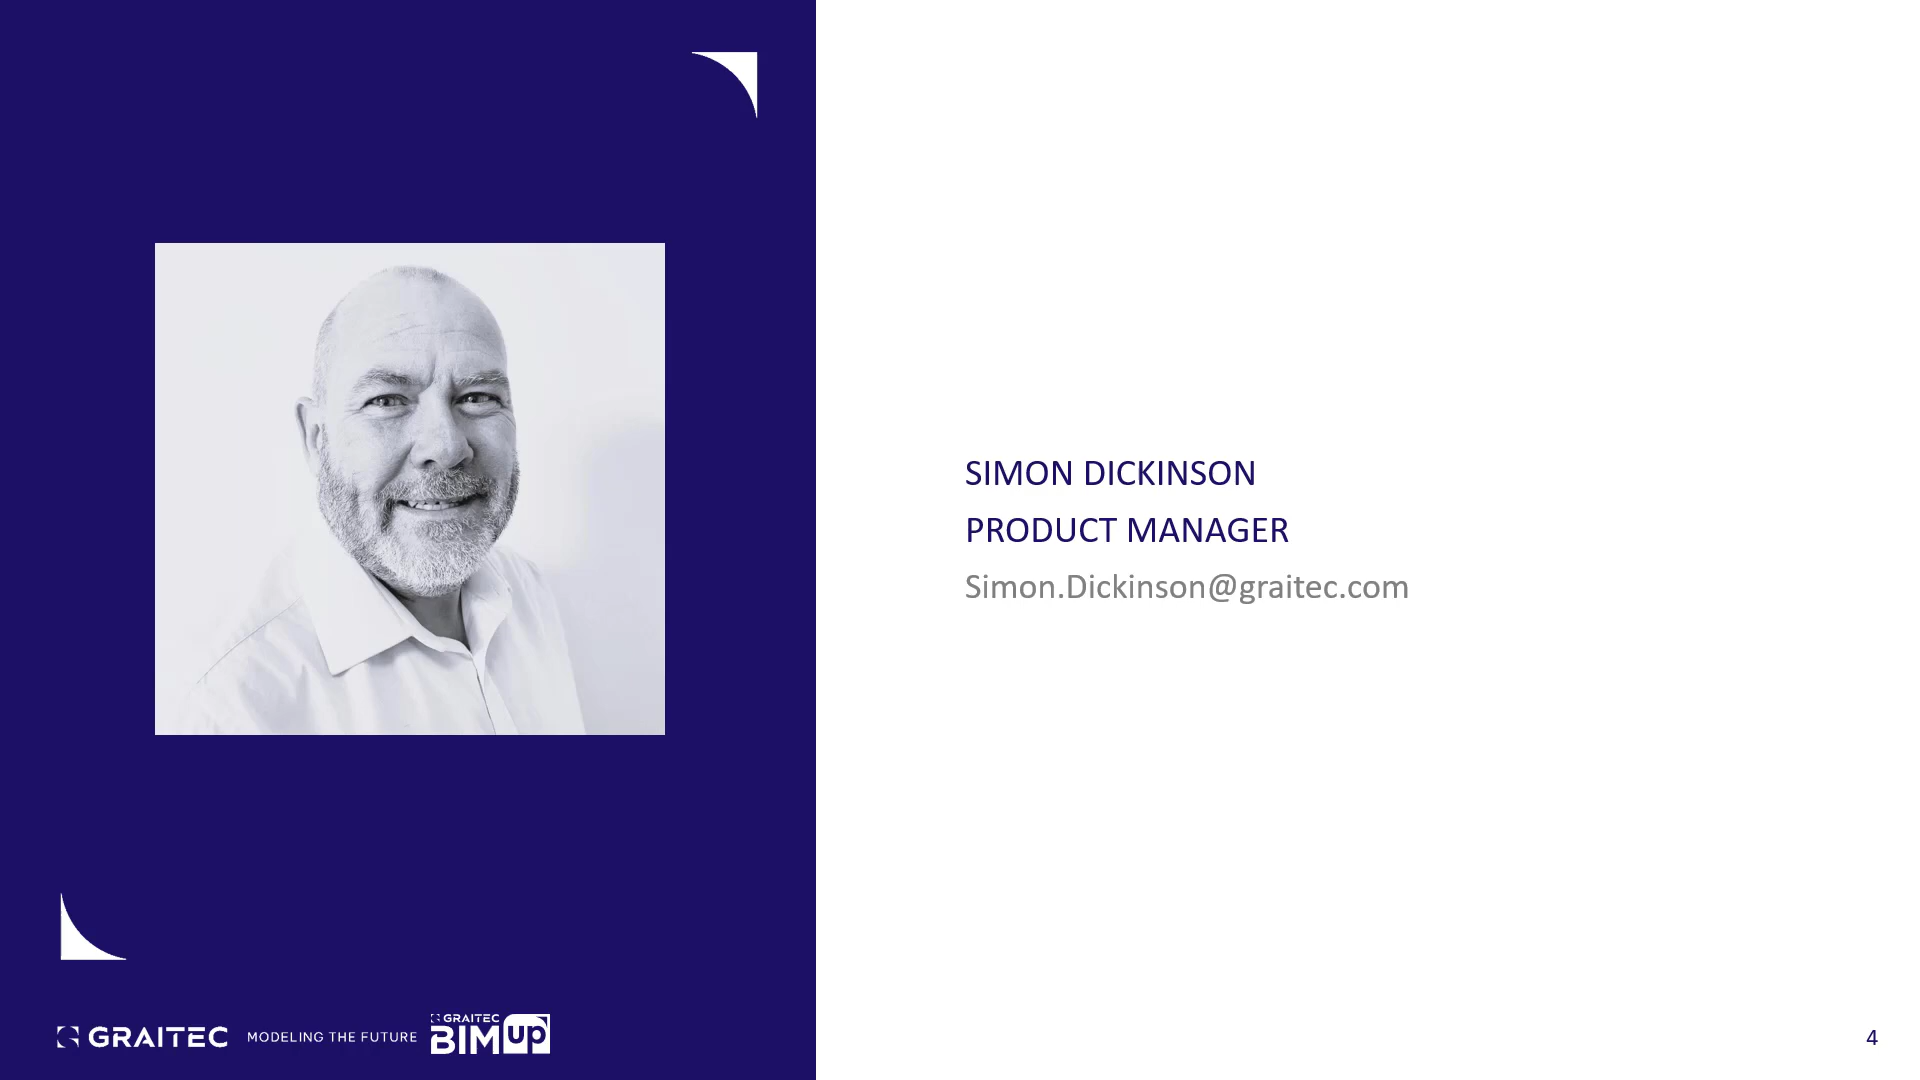 SIMON DICKINSON
PRODUCT MANAGER
Simon.Dickinson@graitec.com
GRAITEC MODELING THE FUTURE
GRAITEC
BIMup
4